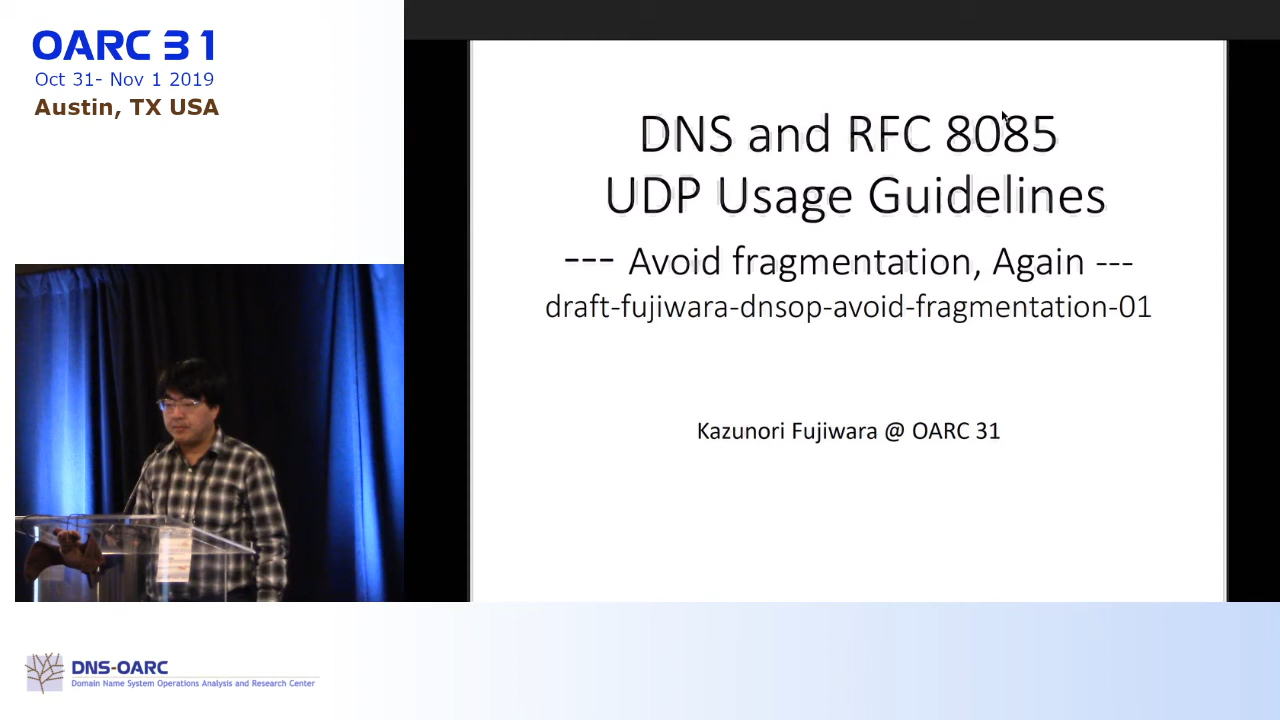 OARC 31
Oct 31- Nov 1 2019
Austin, TX USA
DNS and RFC 8085
UDP Usage Guidelines
--- Avoid fragmentation, Again ---
draft-fujiwara-dnsop-avoid-fragmentation-01
Kazunori Fujiwara @ OARC 31
DNS-OARC
Domain Name System Operations Analysis and Research Center